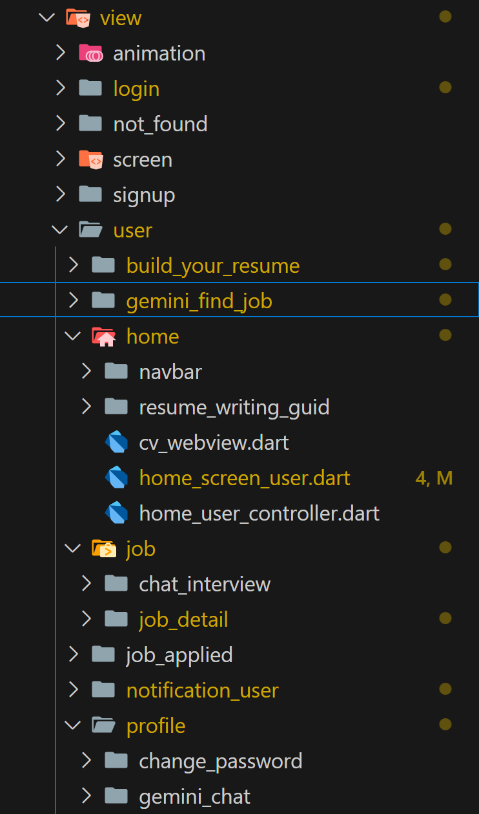 view
animation
login
not_found
screen
signup
user
build_your_resume
gemini_find_job
home
navbar
resume_writing_guid
cv_webview.dart
home_screen_user.dart 4, M
home_user_controller.dart
job
chat_interview
job_detail
job_applied
notification_user
profile
change_password
gemini_chat